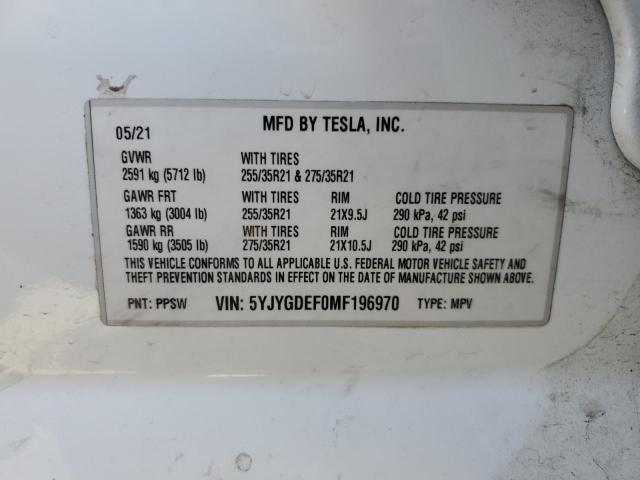 05/21 MFD BY TESLA, INC.
GVWR WITH TIRES
2591 kg (5712 lb) 255/35R21 & 275/35R21
GAWR FRT WITH TIRES RIM COLD TIRE PRESSURE
1363 kg (3004 lb) 255/35R21 21X9.5J 290 kPa, 42 psi
GAWR RR WITH TIRES RIM COLD TIRE PRESSURE
1590 kg (3505 lb) 275/35R21 21X10.5J 290 kPa, 42 psi
THIS VEHICLE CONFORMS TO ALL APPLICABLE U.S. FEDERAL MOTOR VEHICLE SAFETY AND
THEFT PREVENTION STANDARDS IN EFFECT ON THE DATE OF MANUFACTURE SHOWN ABOVE.
PNT: PPSW VIN: 5YJYGDEF0MF196970 TYPE: MPV